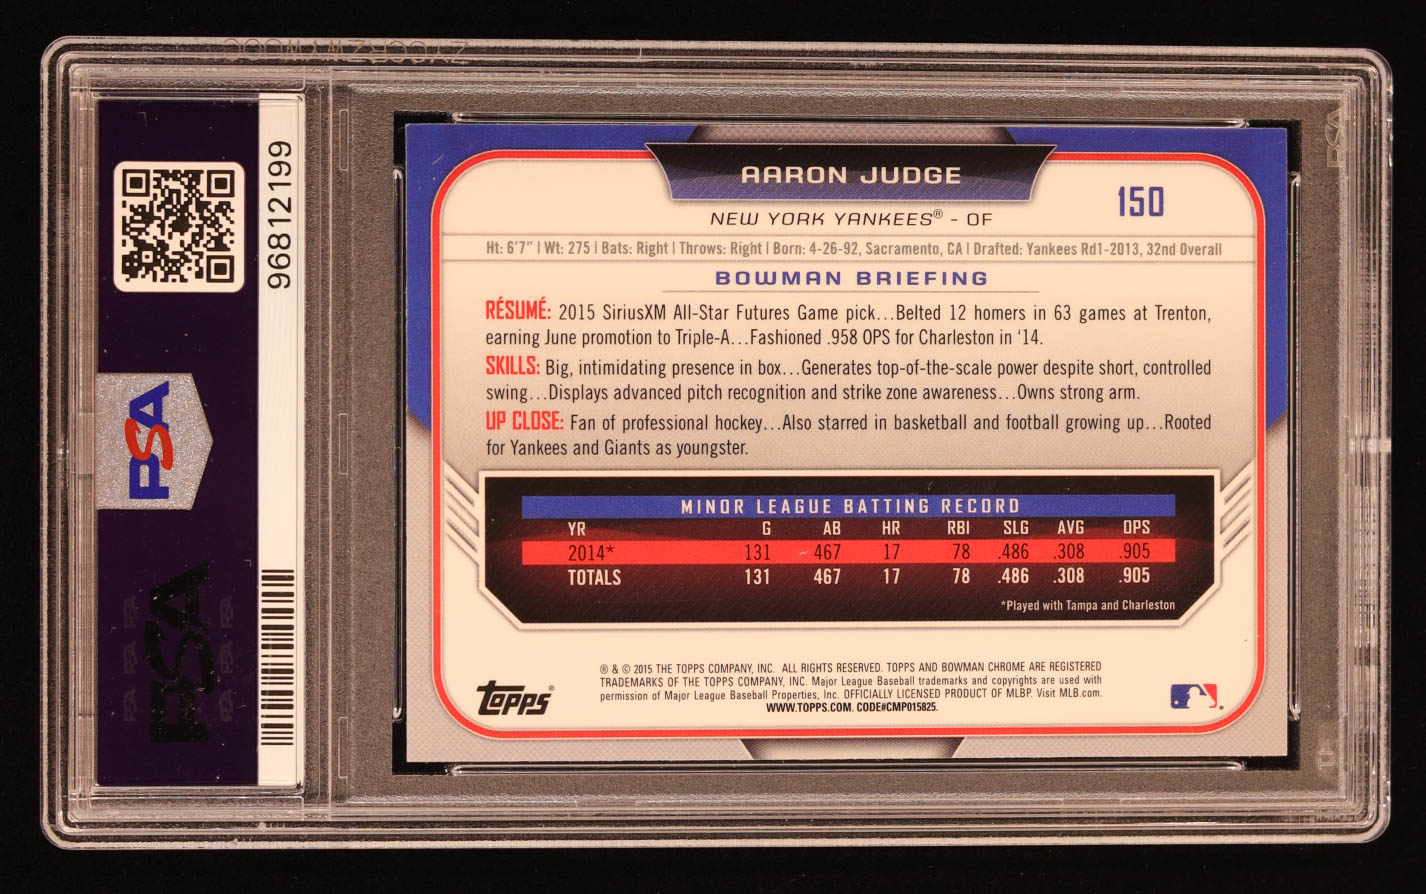 96812199
PSA
PSA
AARON JUDGE
150
NEW YORK YANKEES® - OF
Ht: 6'7" | Wt: 275 | Bats: Right | Throws: Right | Born: 4-26-92, Sacramento, CA | Drafted: Yankees Rd1-2013, 32nd Overall
BOWMAN BRIEFING
RÉSUMÉ: 2015 SiriusXM All-Star Futures Game pick...Belted 12 homers in 63 games at Trenton,
earning June promotion to Triple-A...Fashioned .958 OPS for Charleston in '14.
SKILLS: Big, intimidating presence in box...Generates top-of-the-scale power despite short, controlled
swing...Displays advanced pitch recognition and strike zone awareness...Owns strong arm.
UP CLOSE: Fan of professional hockey...Also starred in basketball and football growing up...Rooted
for Yankees and Giants as youngster.
MINOR LEAGUE BATTING RECORD
YR G AB HR RBI SLG AVG OPS
2014* 131 467 17 78 .486 .308 .905
TOTALS 131 467 17 78 .486 .308 .905
*Played with Tampa and Charleston
® & © 2015 THE TOPPS COMPANY, INC. ALL RIGHTS RESERVED. TOPPS AND BOWMAN CHROME ARE REGISTERED
TRADEMARKS OF THE TOPPS COMPANY, INC. Major League Baseball trademarks and copyrights are used with
permission of Major League Baseball Properties, Inc. OFFICIALLY LICENSED PRODUCT OF MLBP. Visit MLB.com.
WWW.TOPPS.COM. CODE#CMP015825.
TOPPS®